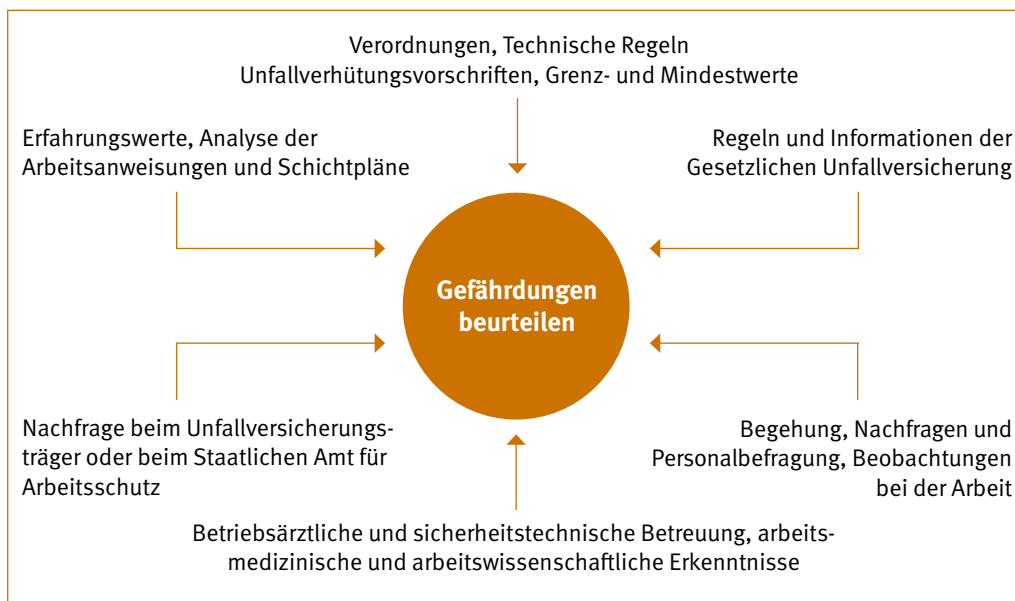 Verordnungen, Technische Regeln
Unfallverhütungsvorschriften, Grenz- und Mindestwerte
Erfahrungswerte, Analyse der
Arbeitsanweisungen und Schichtpläne
Regeln und Informationen der
Gesetzlichen Unfallversicherung
Gefährdungen
beurteilen
Nachfrage beim Unfallversicherungs-
träger oder beim Staatlichen Amt für
Arbeitsschutz
Begehung, Nachfragen und
Personalbefragung, Beobachtungen
bei der Arbeit
Betriebsärztliche und sicherheitstechnische Betreuung, arbeits-
medizinische und arbeitswissenschaftliche Erkenntnisse